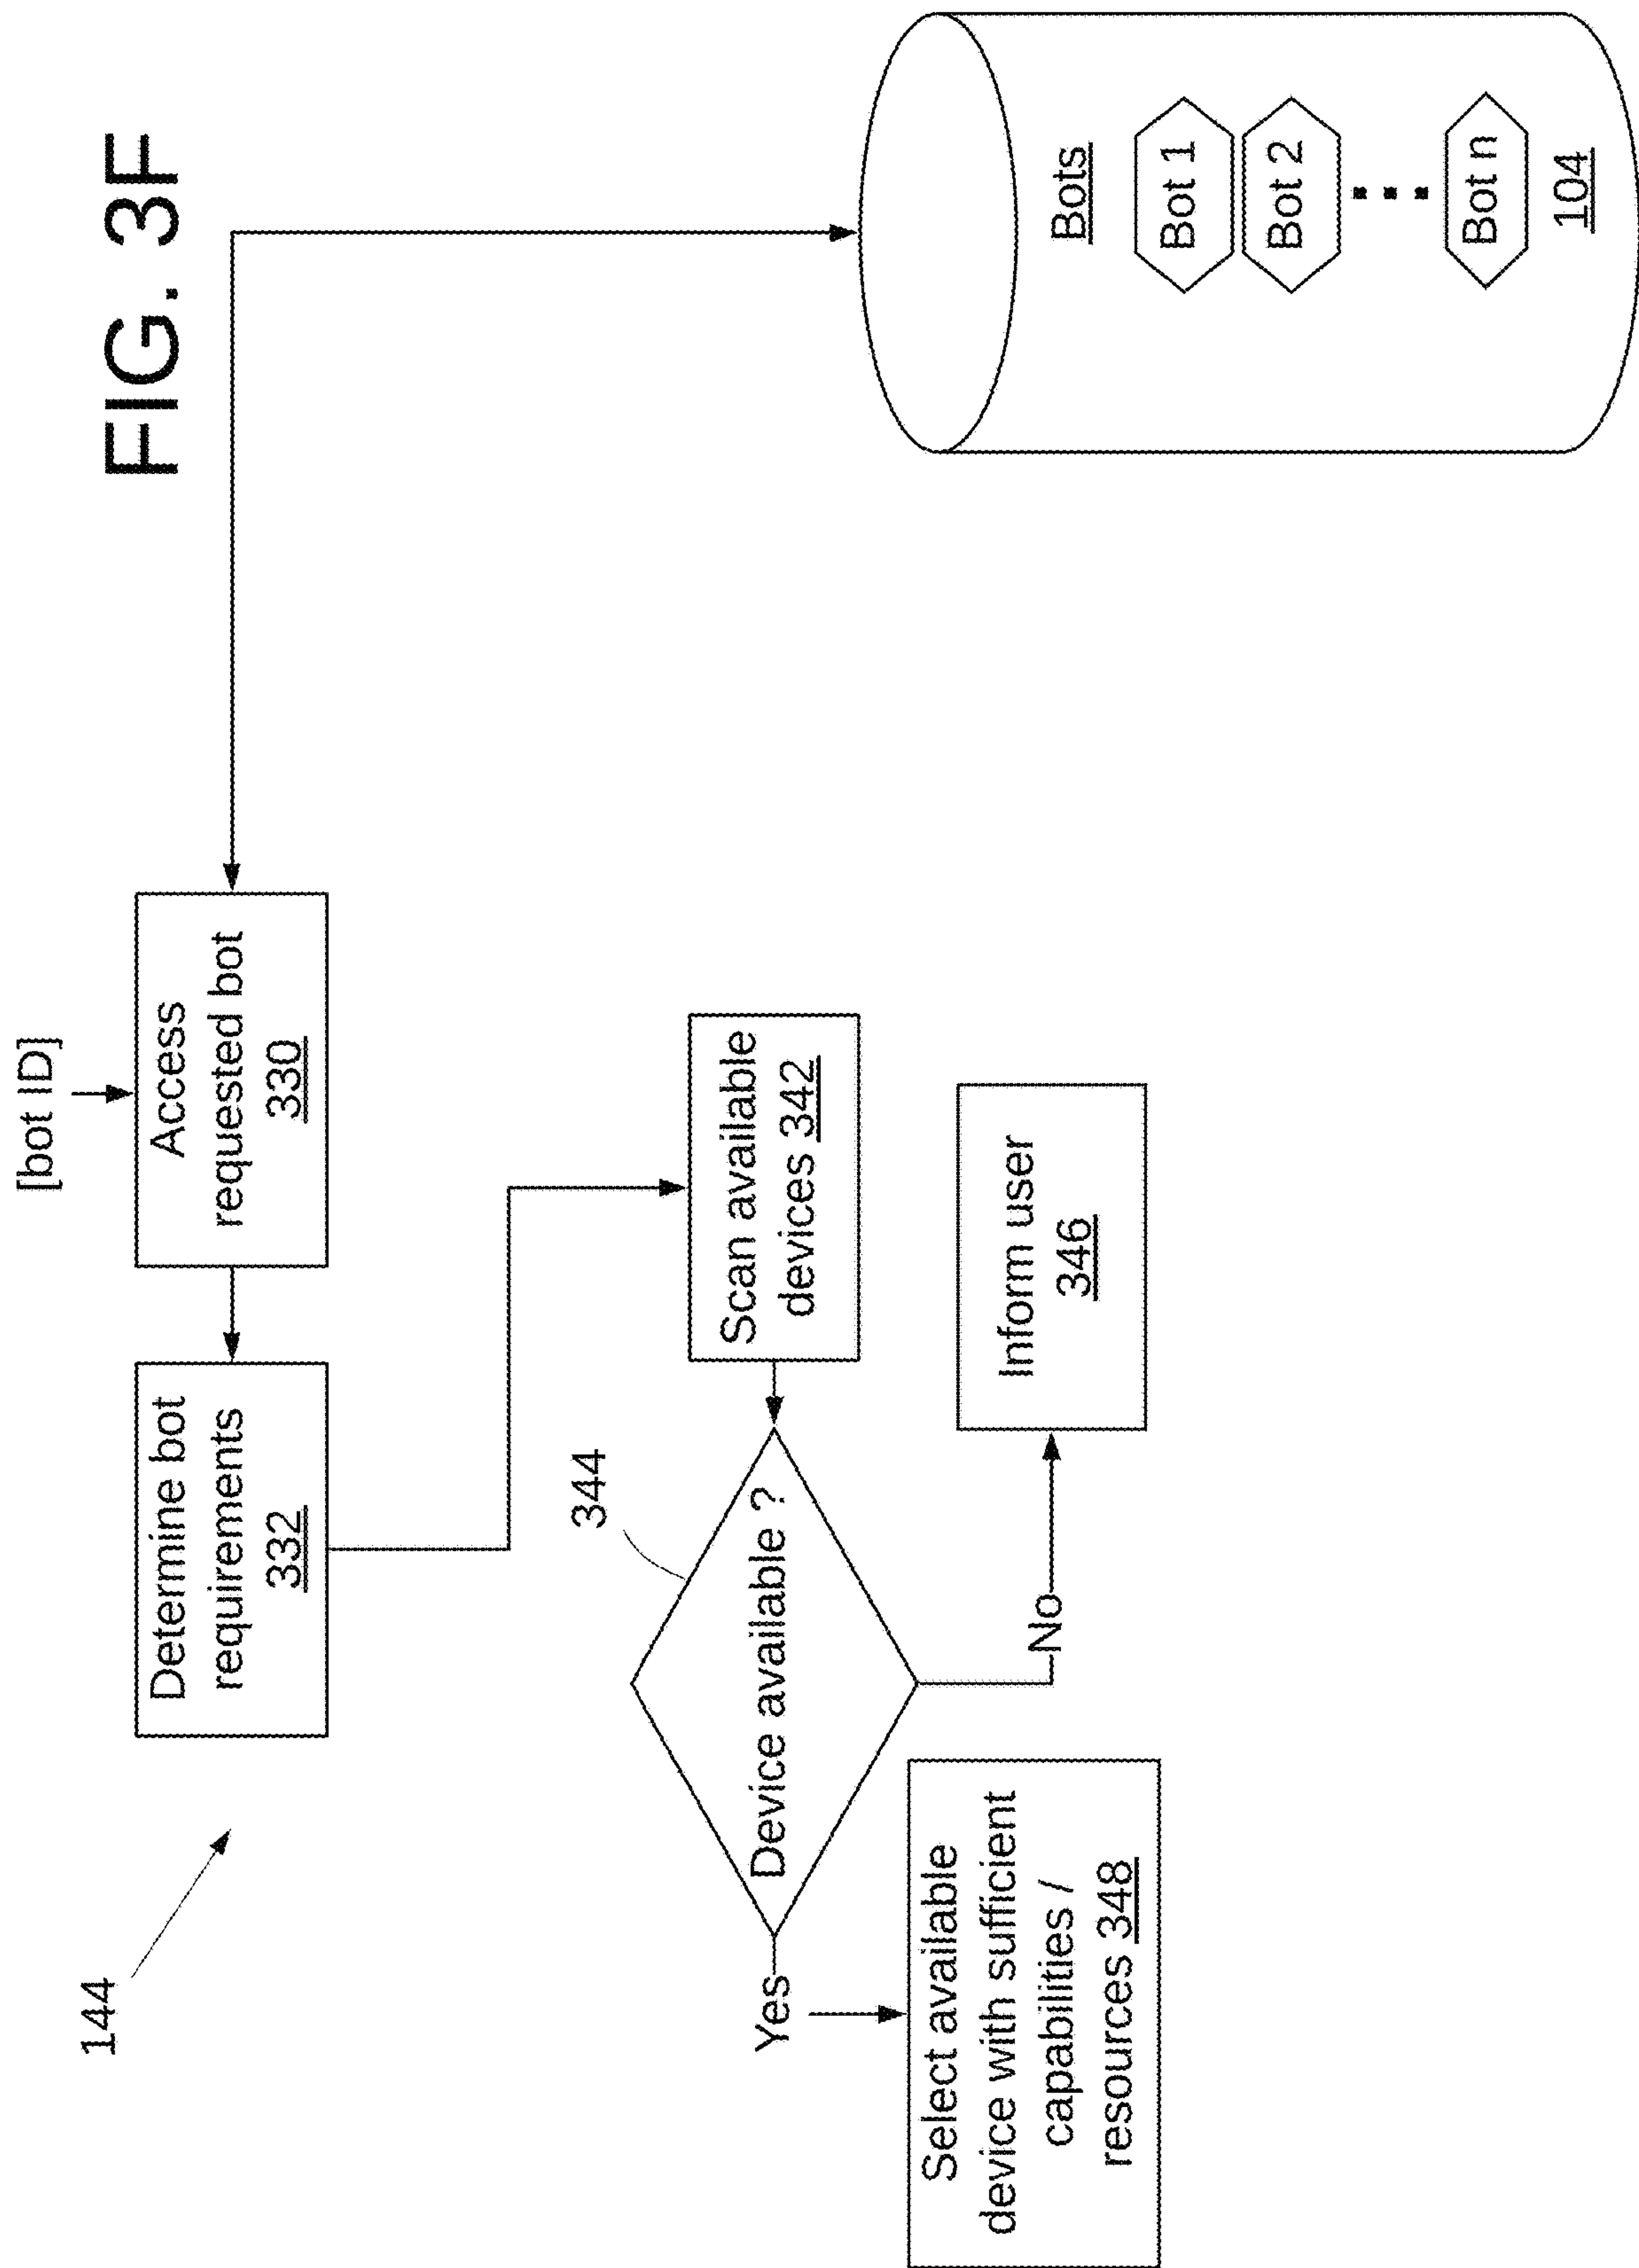 FIG. 3F
144
[bot ID]
Determine bot
requirements
332
Access
requested bot
330
344
Device available ?
Scan available
devices 342
Yes
No
Select available
device with sufficient
capabilities /
resources 348
Inform user
346
Bots
Bot 1
Bot 2
Bot n
104